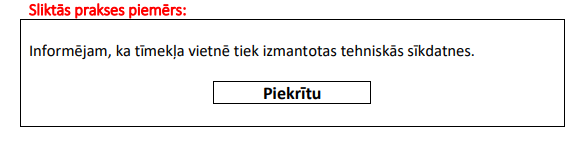 Sliktās prakses piemērs:
Informējam, ka tīmekļa vietnē tiek izmantotas tehniskās sīkdatnes.
Piekrītu